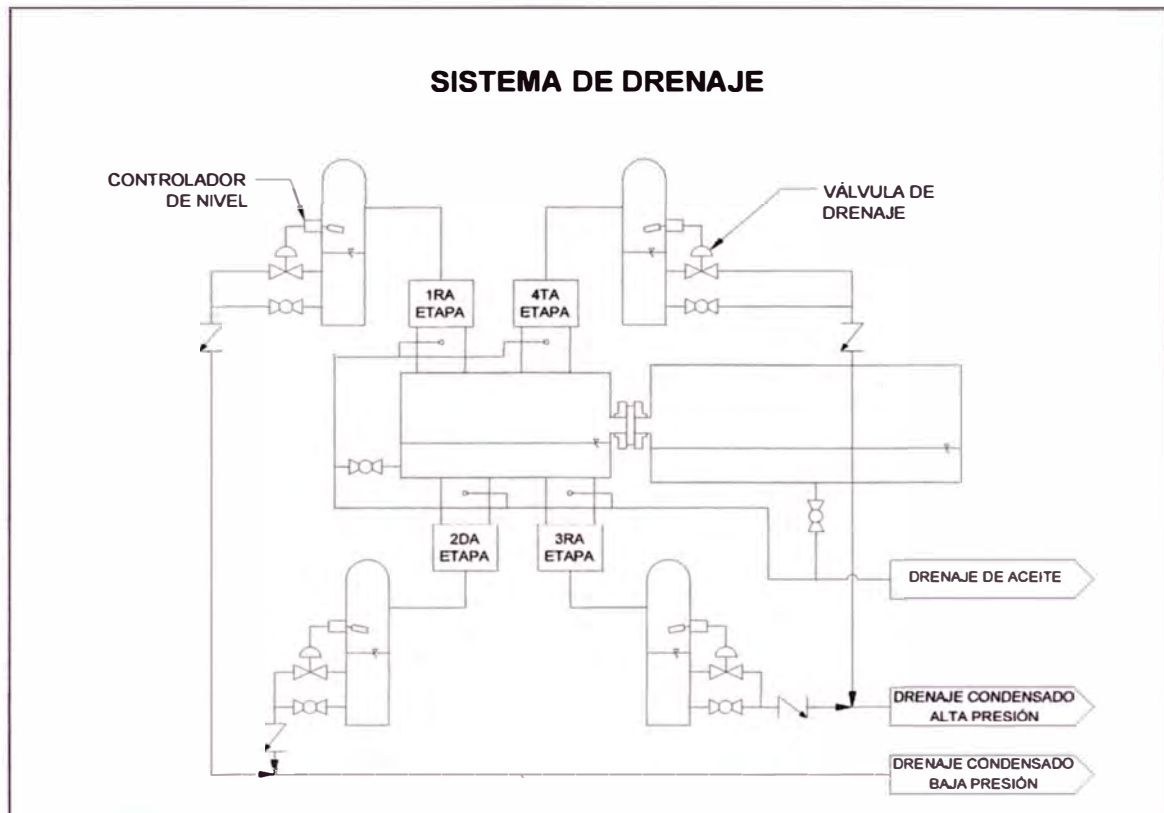 SISTEMA DE DRENAJE
CONTROLADOR
DE NIVEL
VÁLVULA DE
DRENAJE
1RA
ETAPA
4TA
ETAPA
2DA
ETAPA
3RA
ETAPA
DRENAJE DE ACEITE
DRENAJE CONDENSADO
ALTA PRESIÓN
DRENAJE CONDENSADO
BAJA PRESIÓN